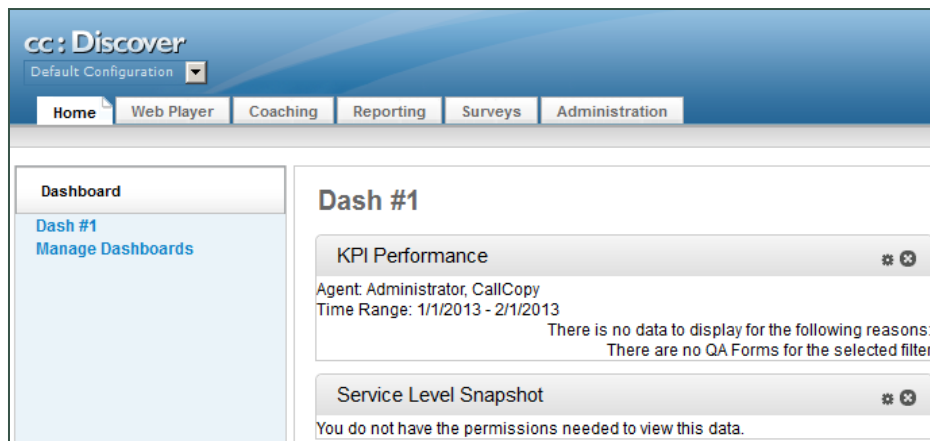 cc: Discover
Default Configuration
Home Web Player Coaching Reporting Surveys Administration
Dashboard
Dash #1
Manage Dashboards
Dash #1
KPI Performance
Agent: Administrator, CallCopy
Time Range: 1/1/2013 - 2/1/2013
There is no data to display for the following reasons:
There are no QA Forms for the selected filter
Service Level Snapshot
You do not have the permissions needed to view this data.